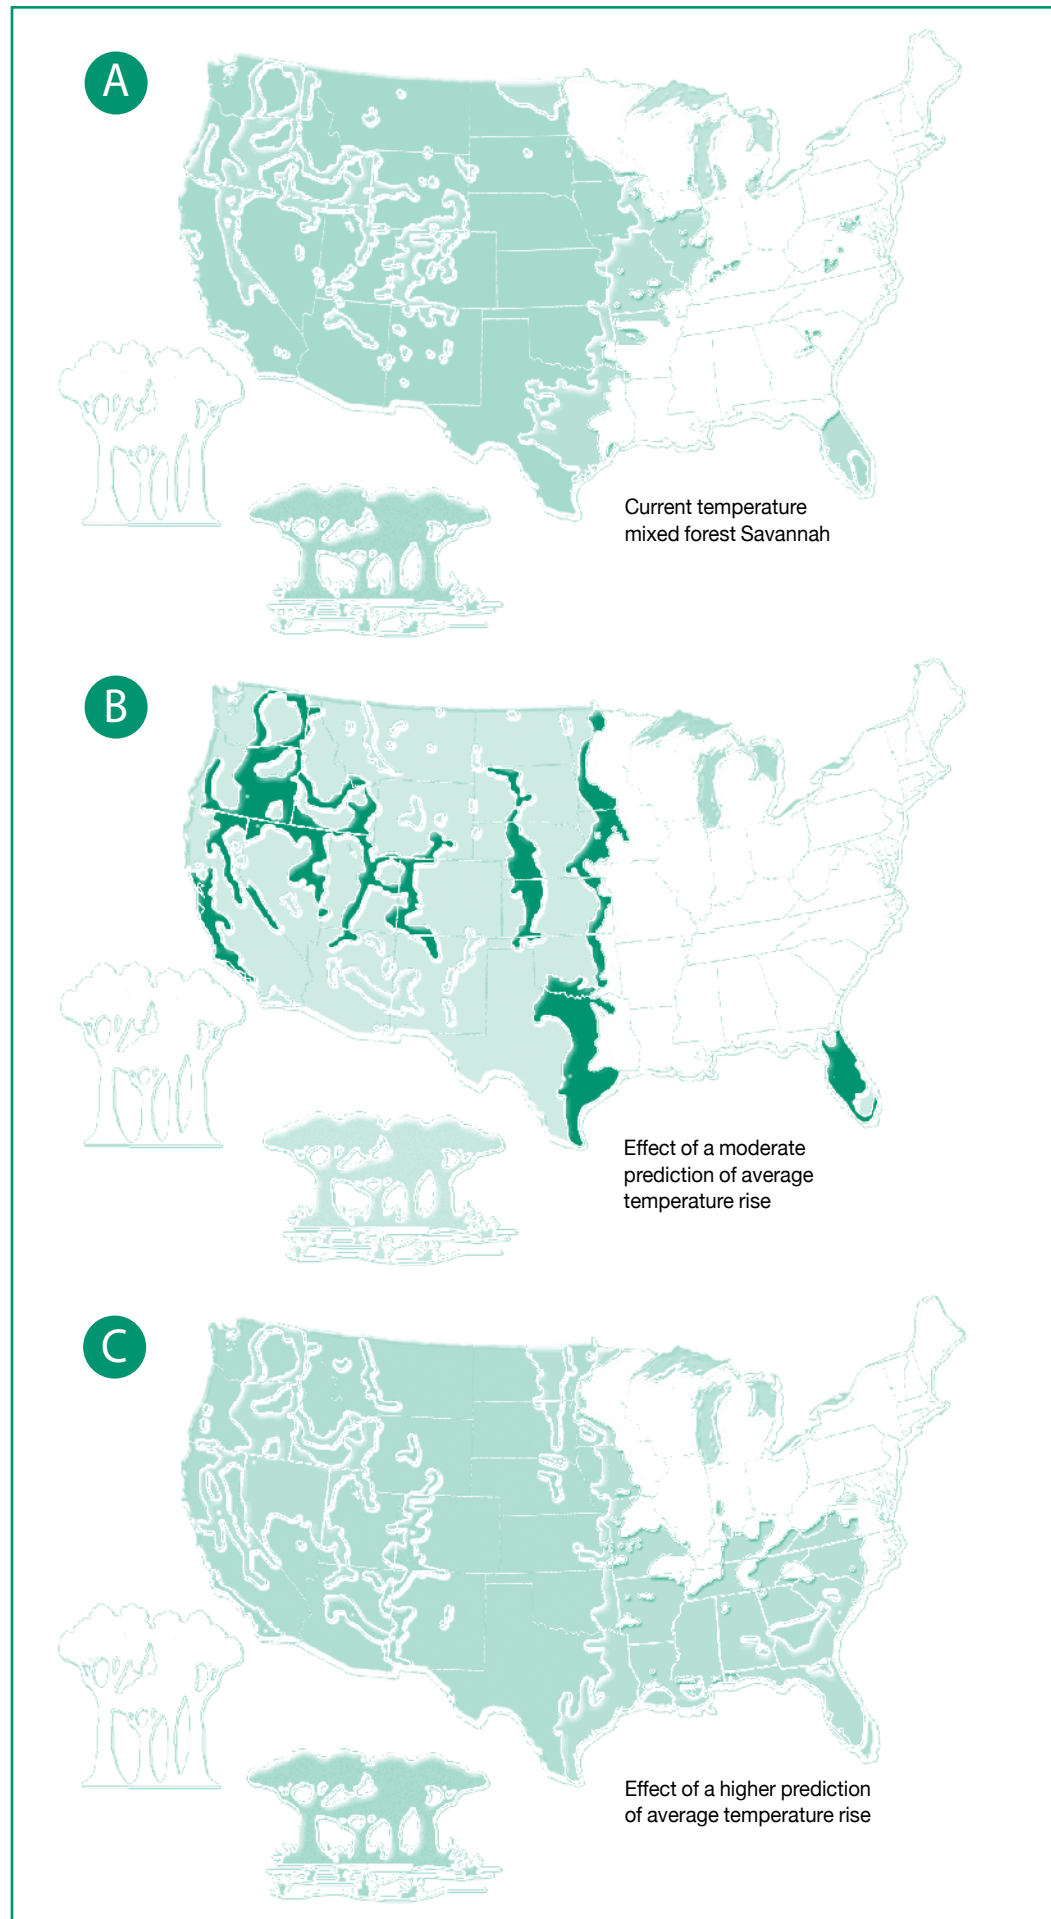 A
Current temperature
mixed forest Savannah
B
Effect of a moderate
prediction of average
temperature rise
C
Effect of a higher prediction
of average temperature rise